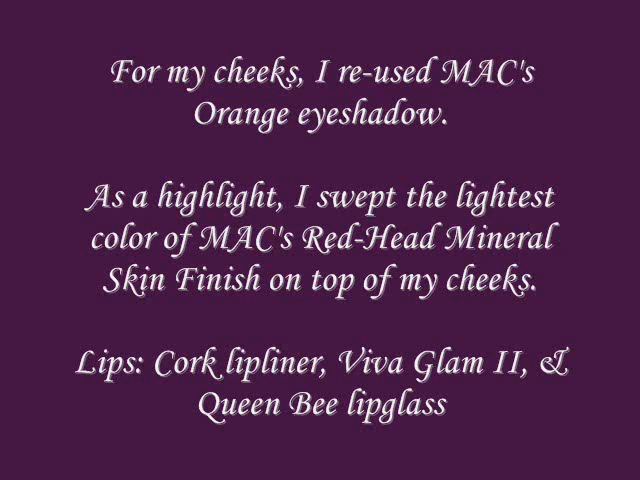 For my cheeks, I re-used MAC's
Orange eyeshadow.
As a highlight, I swept the lightest
color of MAC's Red-Head Mineral
Skin Finish on top of my cheeks.
Lips: Cork lipliner, Viva Glam II, &
Queen Bee lipglass